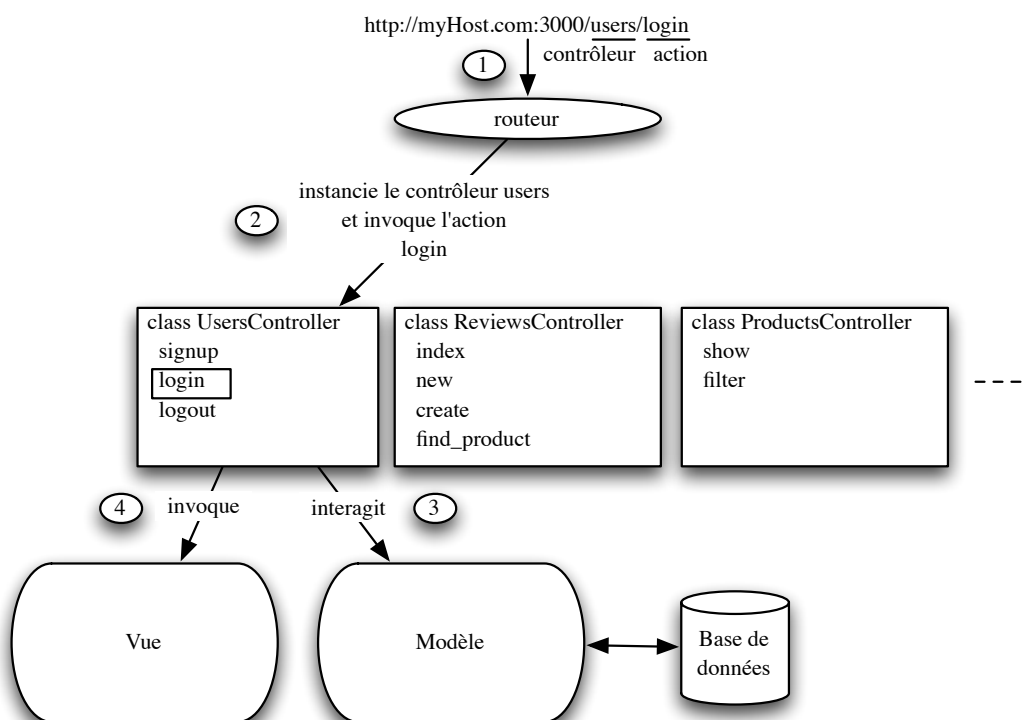 http://myHost.com:3000/users/login
contrôleur action
1
routeur
instancie le contrôleur users
et invoque l'action
login
2
class UsersController
signup
login
logout
class ReviewsController
index
new
create
find_product
class ProductsController
show
filter
4
invoque
interagit
3
Vue
Modèle
Base de
données